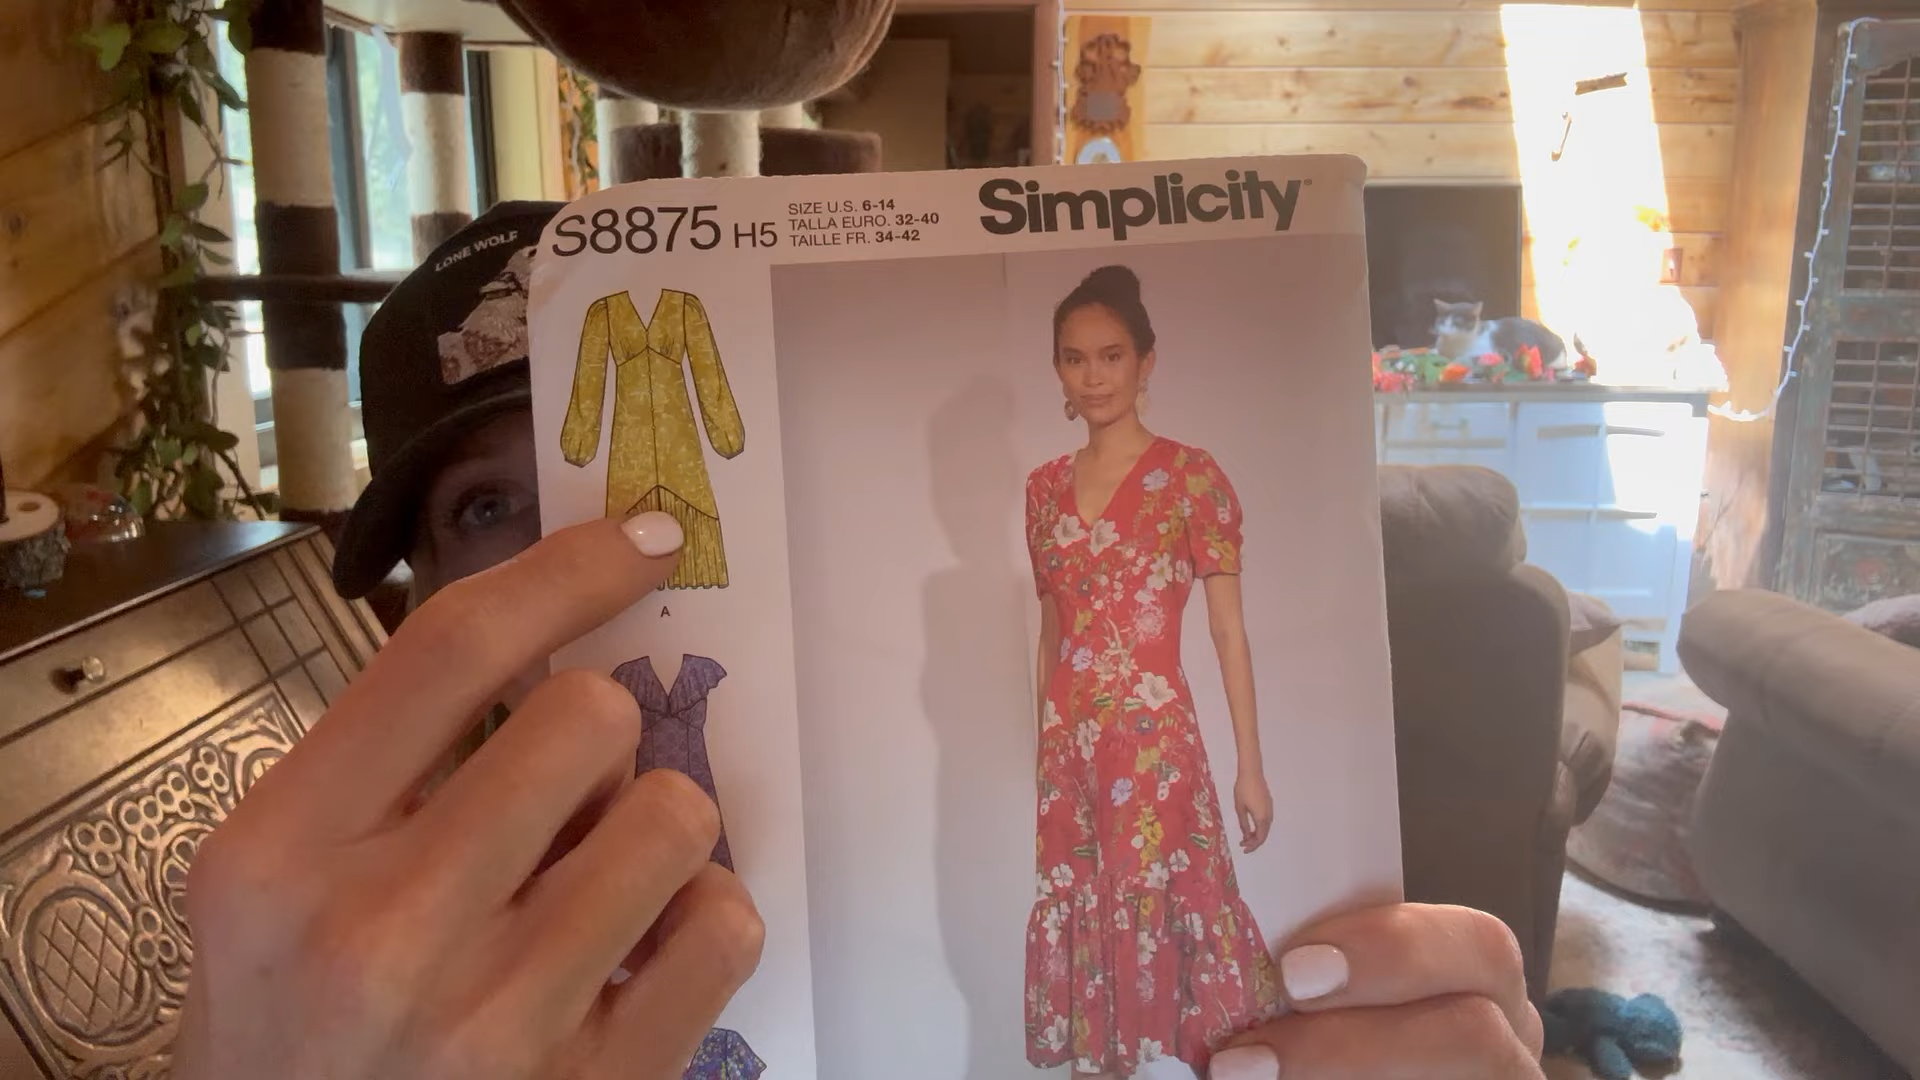 LONE WOLF
S8875 H5
SIZE U.S. 6-14
TALLA EURO. 32-40
TAILLE FR. 34-42
Simplicity
A